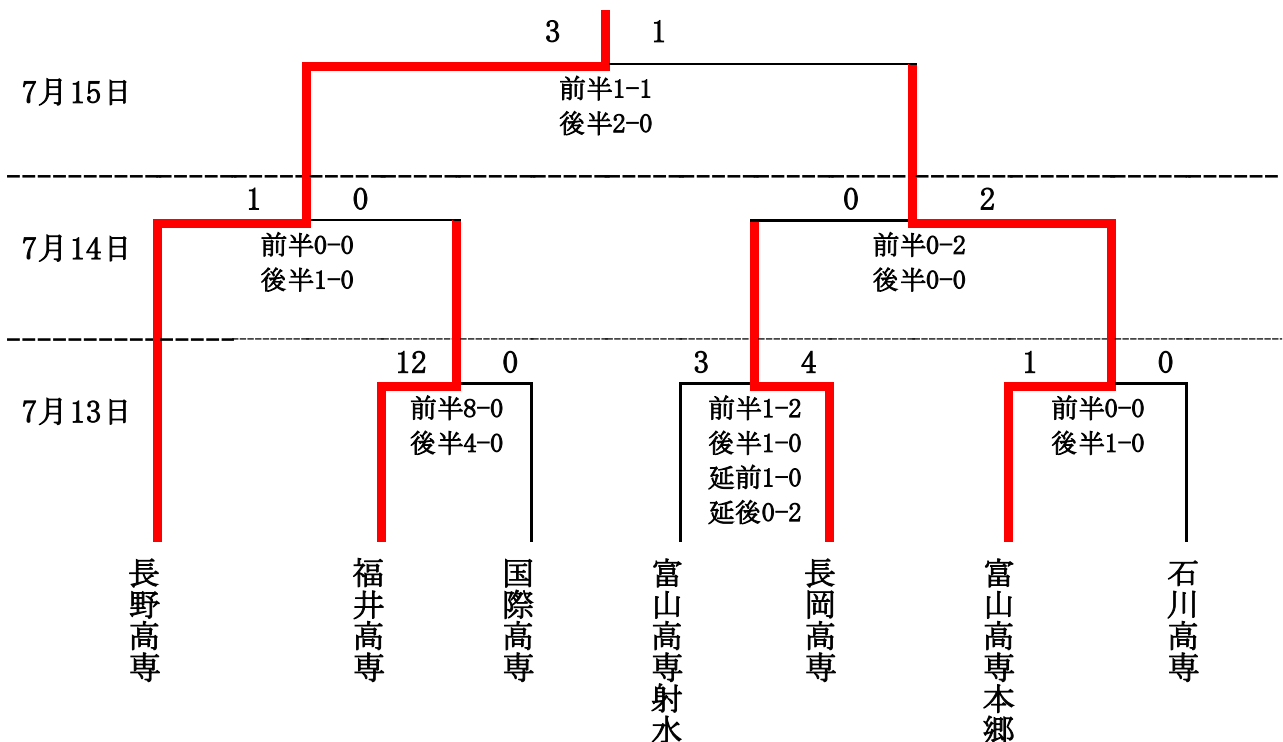 3 1
7月15日
前半1-1
後半2-0
1 0
0 2
7月14日
前半0-0
後半1-0
前半0-2
後半0-0
12 0
3 4
1 0
7月13日
前半8-0
後半4-0
前半1-2
後半1-0
延前1-0
延後0-2
前半0-0
後半1-0
長野高専
福井高専
国際高専
富山高専射水
長岡高専
富山高専本郷
石川高専